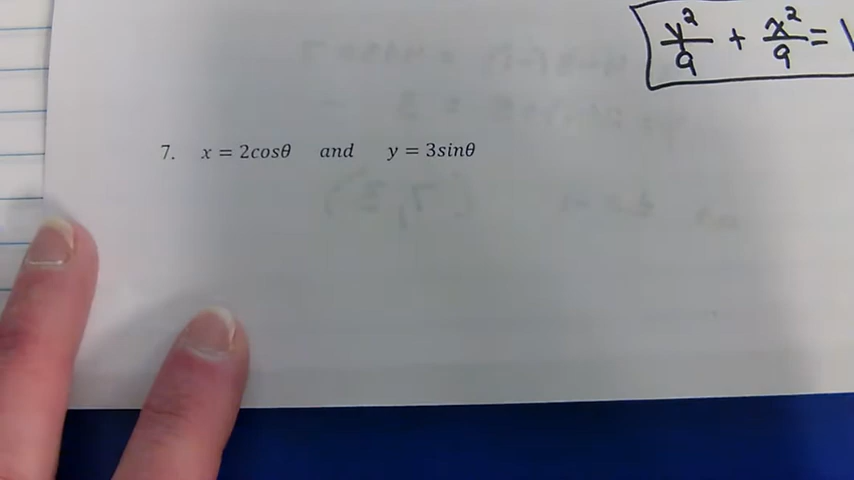 y²/9 + x²/9 = 1
7. x = 2cosθ and y = 3sinθ